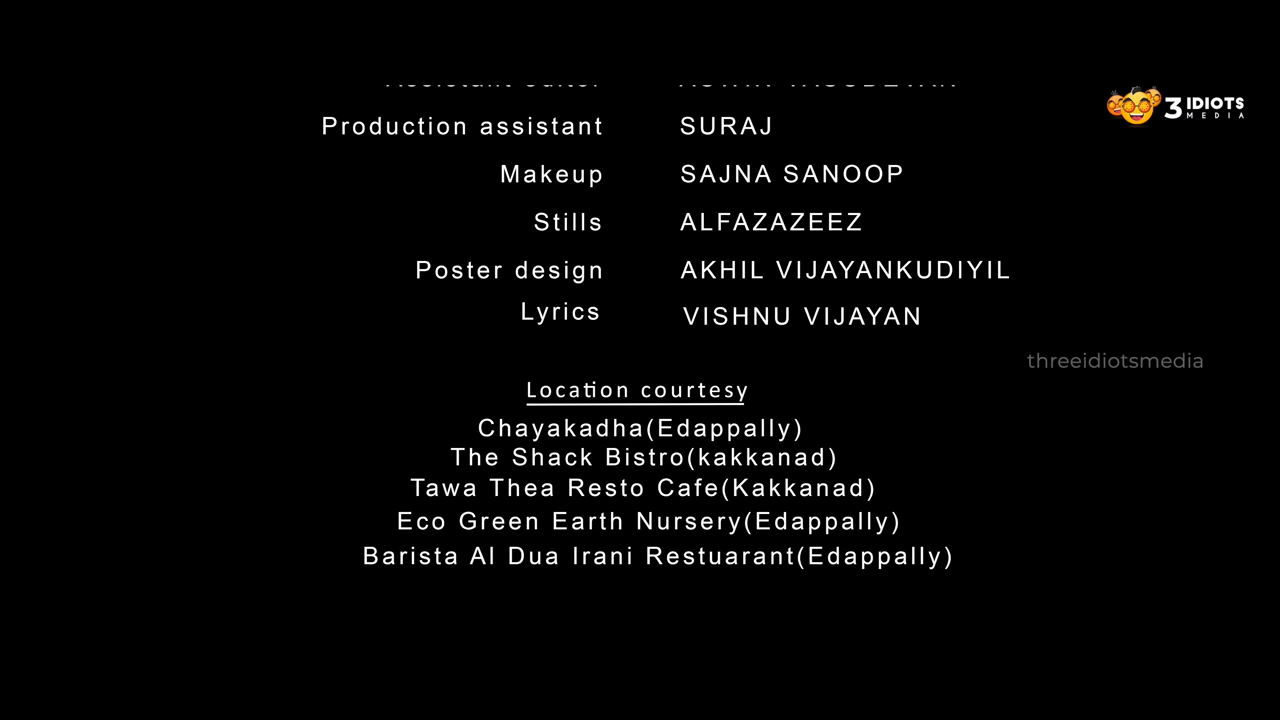 Production assistant SURAJ
Makeup SAJNA SANOOP
Stills ALFAZAZEEZ
Poster design AKHIL VIJAYANKUDIYIL
Lyrics VISHNU VIJAYAN
Location courtesy
Chayakadha(Edappally)
The Shack Bistro(kakkanad)
Tawa Thea Resto Cafe(Kakkanad)
Eco Green Earth Nursery(Edappally)
Barista Al Dua Irani Restuarant(Edappally)
3 IDIOTS
MEDIA
threeidiotsmedia